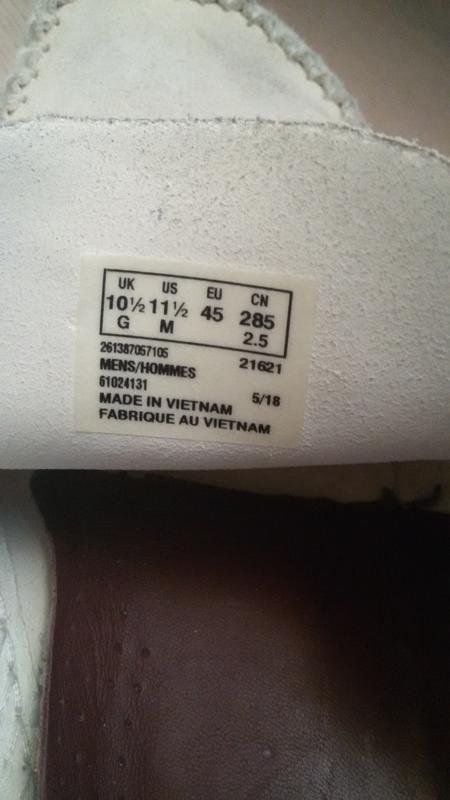 UK US EU CN
10½ 11½ 45 285
G M 2.5
261387057105 21621
MENS/HOMMES
61024131 5/18
MADE IN VIETNAM
FABRIQUE AU VIETNAM